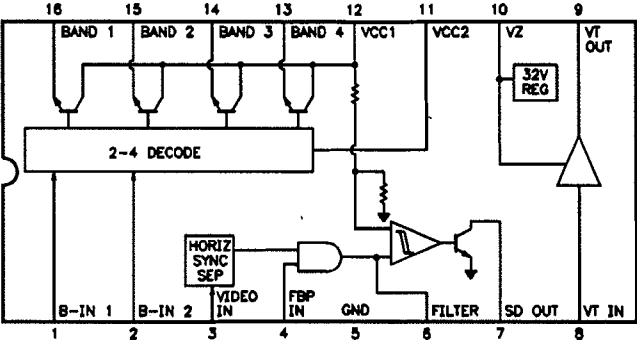 16 15 14 13 12 11 10 9
BAND 1 BAND 2 BAND 3 BAND 4 VCC1 VCC2 VZ VT
OUT
32V
REG
2-4 DECODE
HORIZ
SYNC
SEP
VIDEO
IN
FBP
IN
B-IN 1 B-IN 2 GND FILTER SD OUT VT IN
1 2 3 4 5 6 7 8